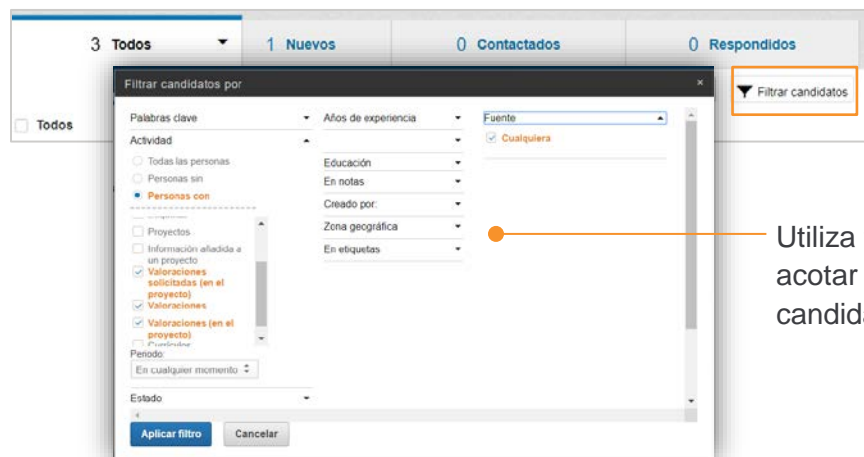 3 Todos
1 Nuevos
0 Contactados
0 Respondidos
Filtrar candidatos
Todos
Filtrar candidatos por
Palabras clave
Actividad
Todas las personas
Personas sin
Personas con
Proyectos
Información añadida a
un proyecto
Valoraciones
solicitadas (en el
proyecto)
Valoraciones
Valoraciones (en el
proyecto)
Periodo:
En cualquier momento
Estado
Años de experiencia
Educación
En notas
Creado por:
Zona geográfica
En etiquetas
Fuente
Cualquiera
Aplicar filtro
Cancelar
Utiliza
acotar
candida